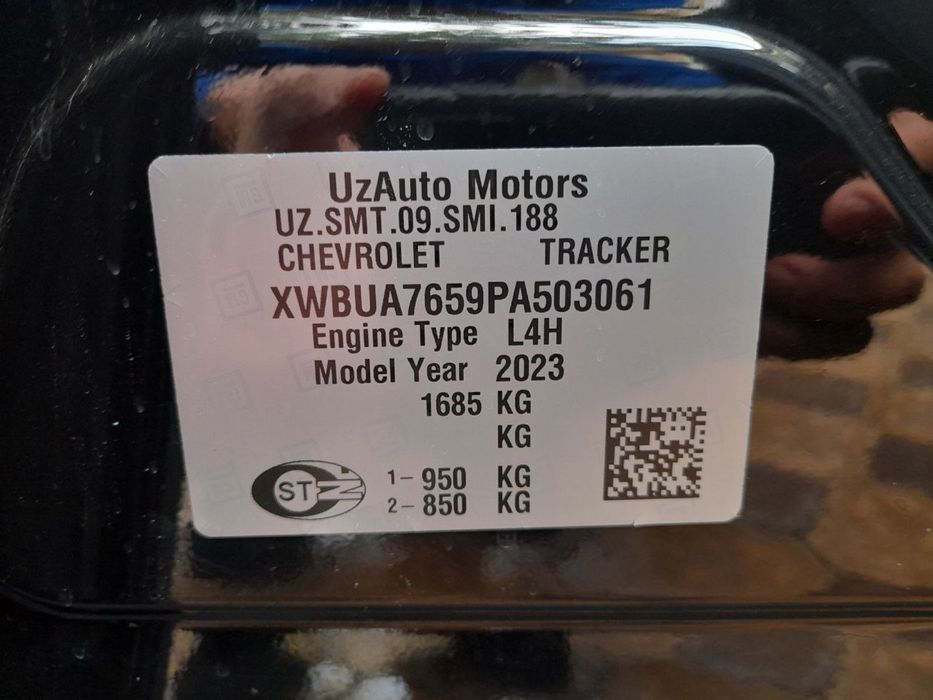 UzAuto Motors
UZ.SMT.09.SMI.188
CHEVROLET TRACKER
XWBUA7659PA503061
Engine Type L4H
Model Year 2023
1685 KG
KG
1- 950 KG
2- 850 KG
ST